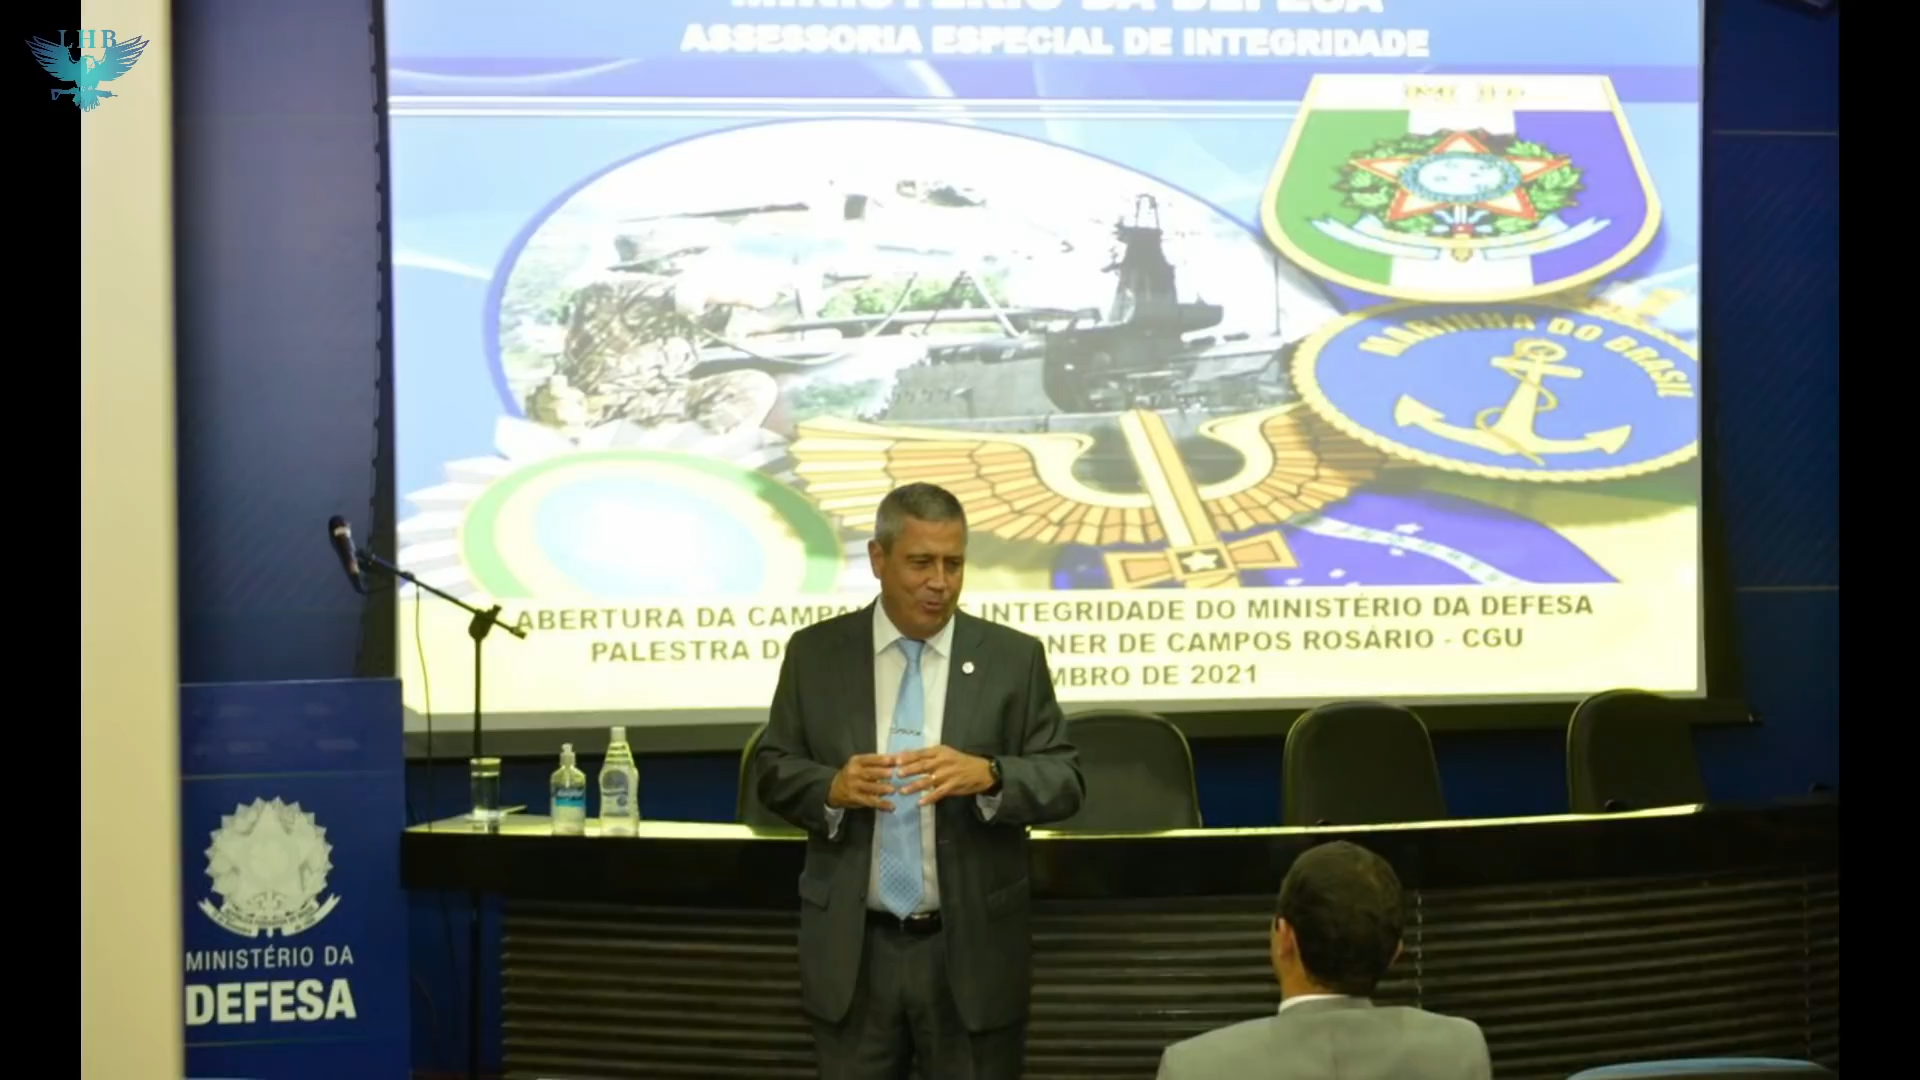 LHB
MINISTÉRIO DA DEFESA
ASSESSORIA ESPECIAL DE INTEGRIDADE
MARINHA DO BRASIL
ABERTURA DA CAMPA E INTEGRIDADE DO MINISTÉRIO DA DEFESA
PALESTRA D NER DE CAMPOS ROSÁRIO - CGU
MBRO DE 2021
MINISTÉRIO DA
DEFESA